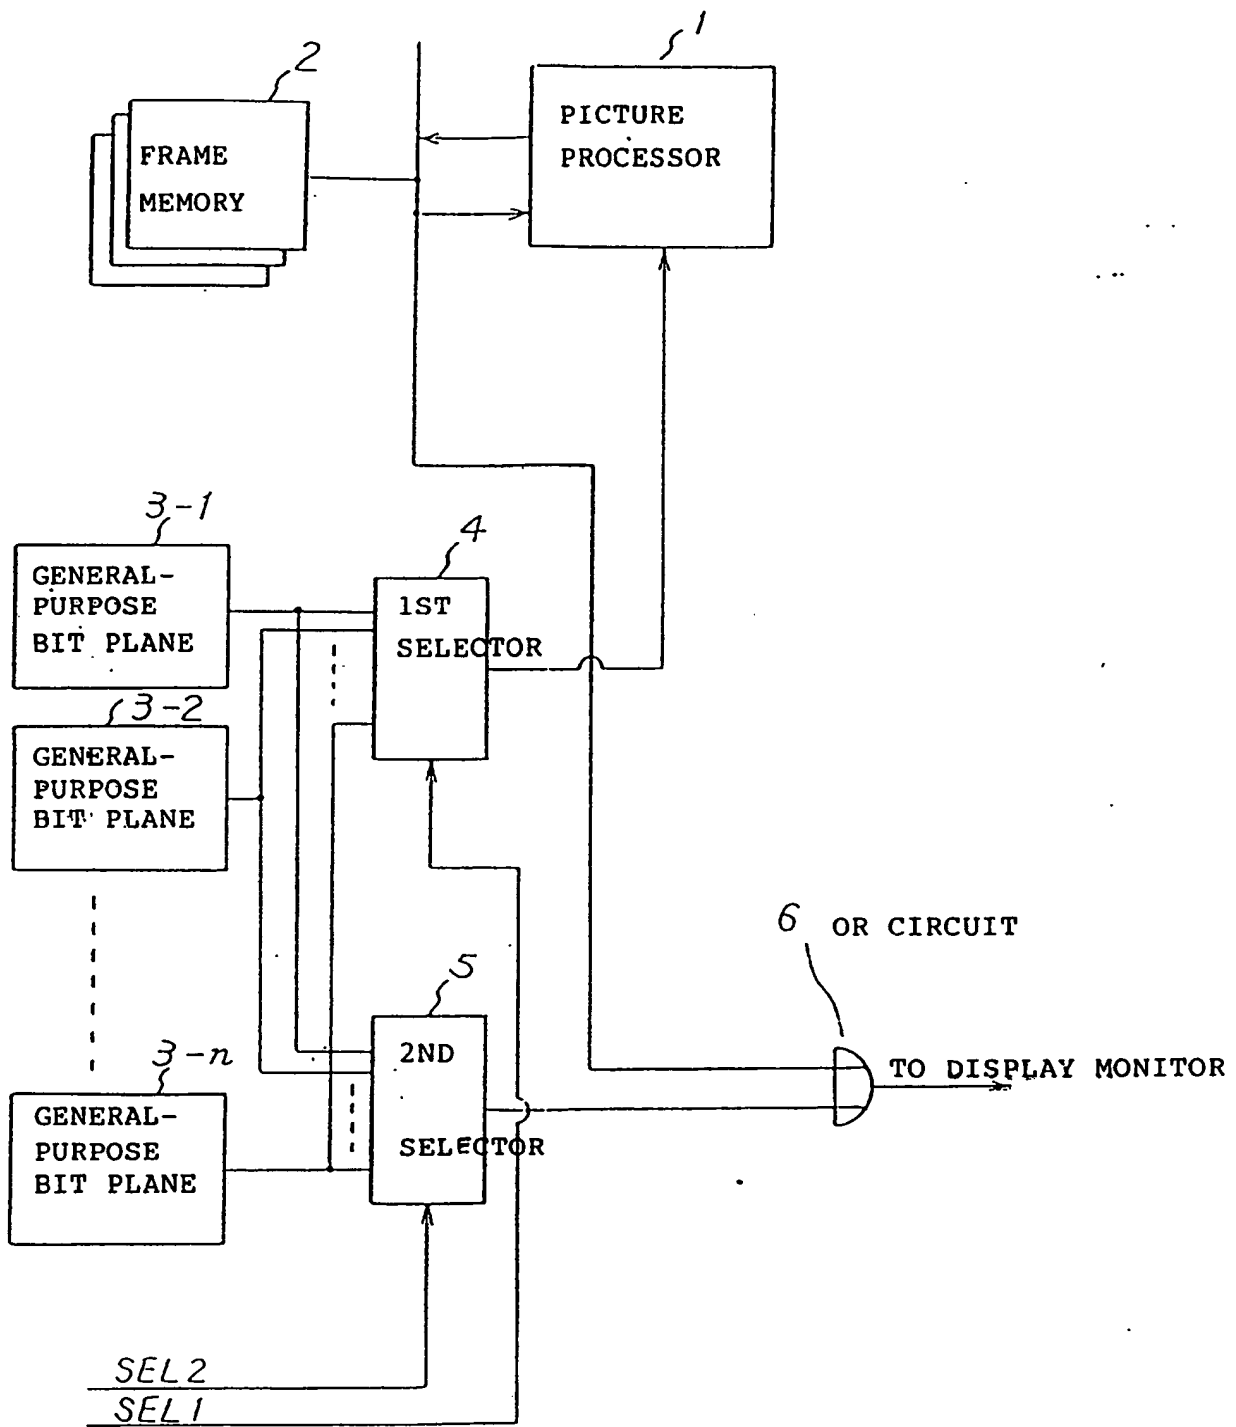 1
2
PICTURE
PROCESSOR
FRAME
MEMORY
3-1
GENERAL-
PURPOSE
BIT PLANE
4
1ST
SELECTOR
3-2
GENERAL-
PURPOSE
BIT PLANE
6 OR CIRCUIT
5
2ND
SELECTOR
TO DISPLAY MONITOR
3-n
GENERAL-
PURPOSE
BIT PLANE
SEL2
SEL1